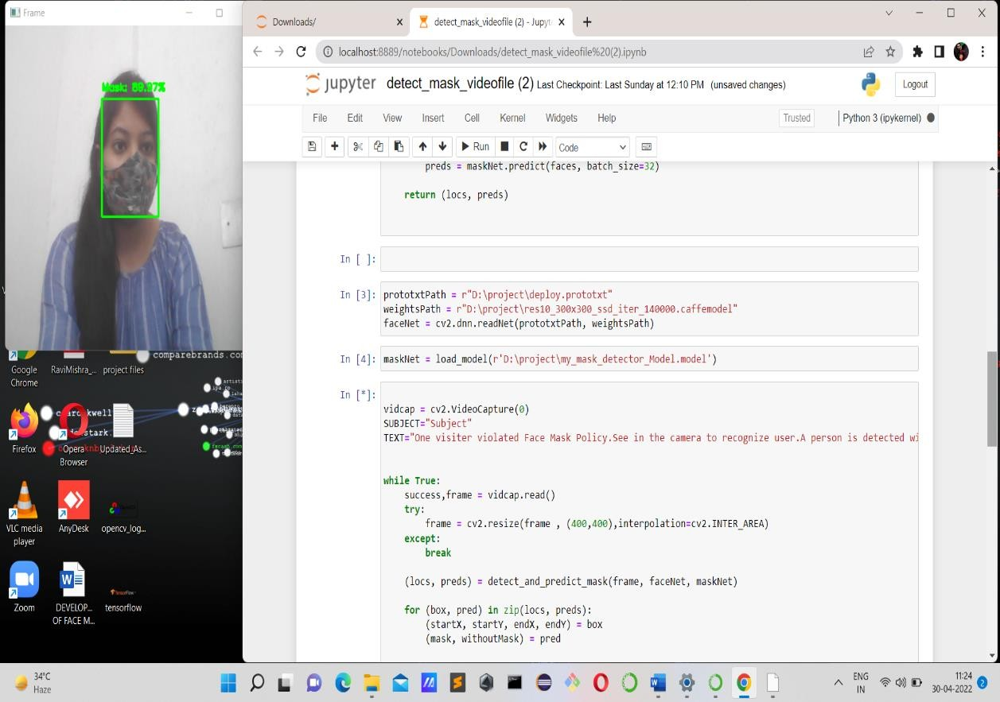 Frame
Mask: 89.97%
Downloads/
detect_mask_videofile (2) - Jupyt
localhost:8889/notebooks/Downloads/detect_mask_videofile%20(2).ipynb
jupyter detect_mask_videofile (2) Last Checkpoint: Last Sunday at 12:10 PM (unsaved changes)
Logout
File Edit View Insert Cell Kernel Widgets Help
Trusted
Python 3 (ipykernel)
Run
Code
preds = maskNet.predict(faces, batch_size=32)
return (locs, preds)
In [ ]:
In [3]: prototxtPath = r"D:\project\deploy.prototxt"
weightsPath = r"D:\project\res10_300x300_ssd_iter_140000.caffemodel"
faceNet = cv2.dnn.readNet(prototxtPath, weightsPath)
In [4]: maskNet = load_model(r'D:\project\my_mask_detector_Model.model')
In [*]:
vidcap = cv2.VideoCapture(0)
SUBJECT="Subject"
TEXT="One visiter violated Face Mask Policy.See in the camera to recognize user.A person is detected wi
while True:
success,frame = vidcap.read()
try:
frame = cv2.resize(frame , (400,400),interpolation=cv2.INTER_AREA)
except:
break
(locs, preds) = detect_and_predict_mask(frame, faceNet, maskNet)
for (box, pred) in zip(locs, preds):
(startX, startY, endX, endY) = box
(mask, withoutMask) = pred
comparebrands.co
Google
Chrome
RaviMishra_...
project files
Firefox
Opera
Browser
Updated_As...
VLC media
player
AnyDesk
opencv_log...
Zoom
DEVELOP...
OF FACE M...
tensorflow
34°C
Haze
ENG
IN
11:24
30-04-2022
2